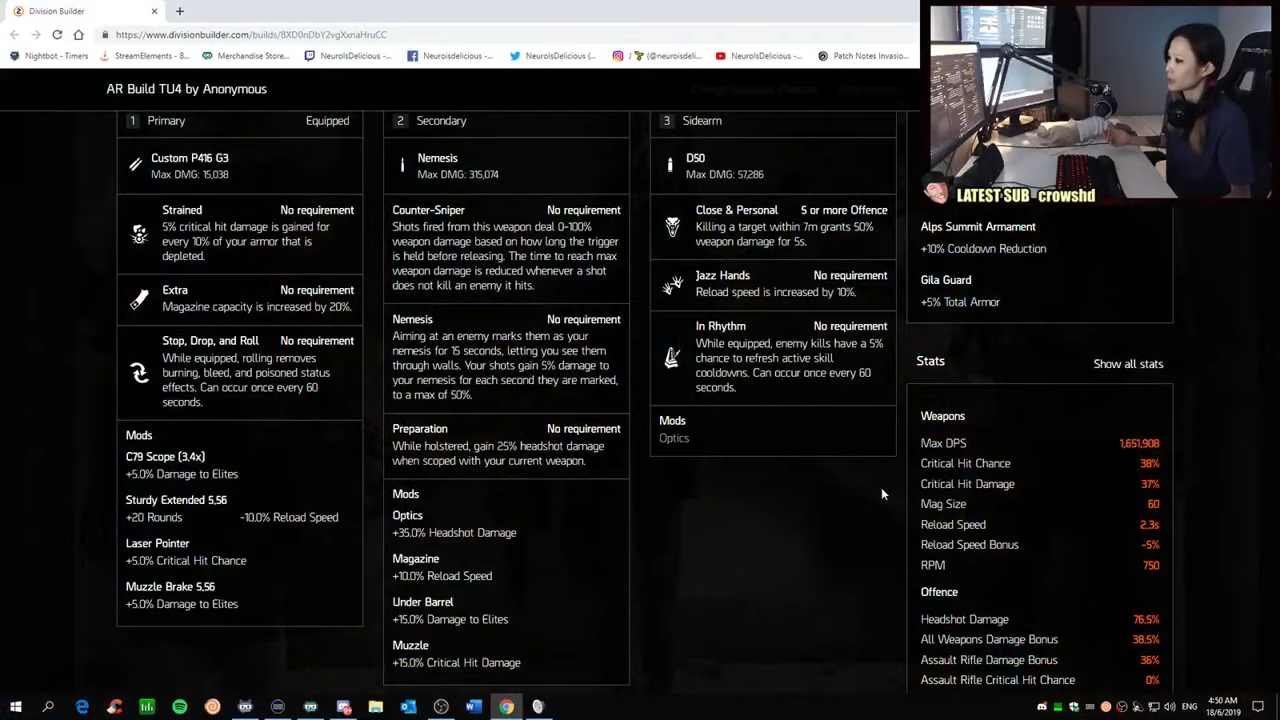 Division Builder
AR Build TU4 by Anonymous
Nightbot - Timers
StreamElements - B...
Merchandise -
Neuroisdelicious -...
NeuroIsDelicious (...
(@neuroisdeli...
NeuroIsDelicious -...
Patch Notes Invasio...
1 Primary Equipped
Custom P416 G3
Max DMG: 15,038
Strained No requirement
5% critical hit damage is gained for
every 10% of your armor that is
depleted.
Extra No requirement
Magazine capacity is increased by 20%.
Stop, Drop, and Roll No requirement
While equipped, rolling removes
burning, bleed, and poisoned status
effects. Can occur once every 60
seconds.
Mods
C79 Scope (3,4x)
+5.0% Damage to Elites
Sturdy Extended 5,56
+20 Rounds -10.0% Reload Speed
Laser Pointer
+5.0% Critical Hit Chance
Muzzle Brake 5,56
+5.0% Damage to Elites
2 Secondary
Nemesis
Max DMG: 315,074
Counter-Sniper No requirement
Shots fired from this weapon deal 0-100%
weapon damage based on how long the trigger
is held before releasing. The time to reach max
weapon damage is reduced whenever a shot
does not kill an enemy it hits.
Nemesis No requirement
Aiming at an enemy marks them as your
nemesis for 15 seconds, letting you see them
through walls. Your shots gain 5% damage to
your nemesis for each second they are marked,
to a max of 50%.
Preparation No requirement
While holstered, gain 25% headshot damage
when scoped with your current weapon.
Mods
Optics
+35.0% Headshot Damage
Magazine
+10.0% Reload Speed
Under Barrel
+15.0% Damage to Elites
Muzzle
+15.0% Critical Hit Damage
3 Sidearm
D50
Max DMG: 57,286
Close & Personal 5 or more Offence
Killing a target within 7m grants 50%
weapon damage for 5s.
Jazz Hands No requirement
Reload speed is increased by 10%.
In Rhythm No requirement
While equipped, enemy kills have a 5%
chance to refresh active skill
cooldowns. Can occur once every 60
seconds.
Mods
Optics
LATEST SUB crowshd
Alps Summit Armament
+10% Cooldown Reduction
Gila Guard
+5% Total Armor
Stats Show all stats
Weapons
Max DPS 1,651,908
Critical Hit Chance 38%
Critical Hit Damage 37%
Mag Size 60
Reload Speed 2.3s
Reload Speed Bonus -5%
RPM 750
Offence
Headshot Damage 76.5%
All Weapons Damage Bonus 38.5%
Assault Rifle Damage Bonus 36%
Assault Rifle Critical Hit Chance 0%
ENG
4:50 AM
18/6/2019